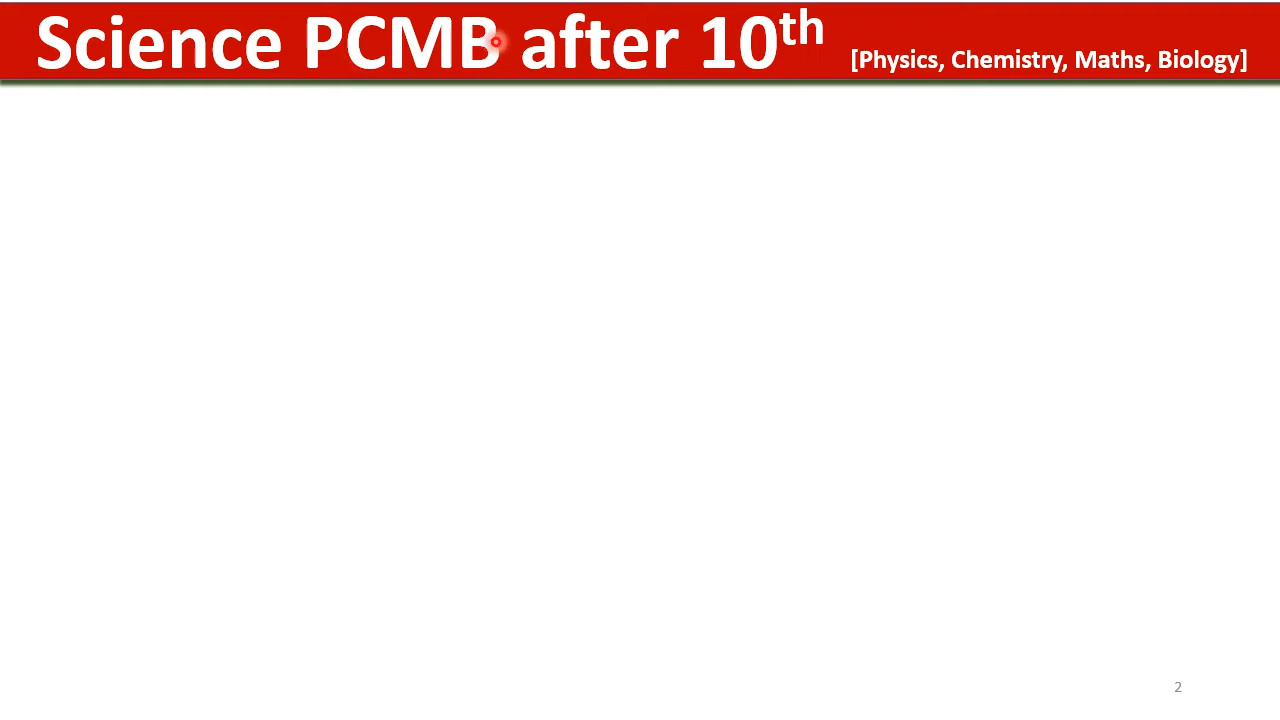 Science PCMB after 10th [Physics, Chemistry, Maths, Biology]
2